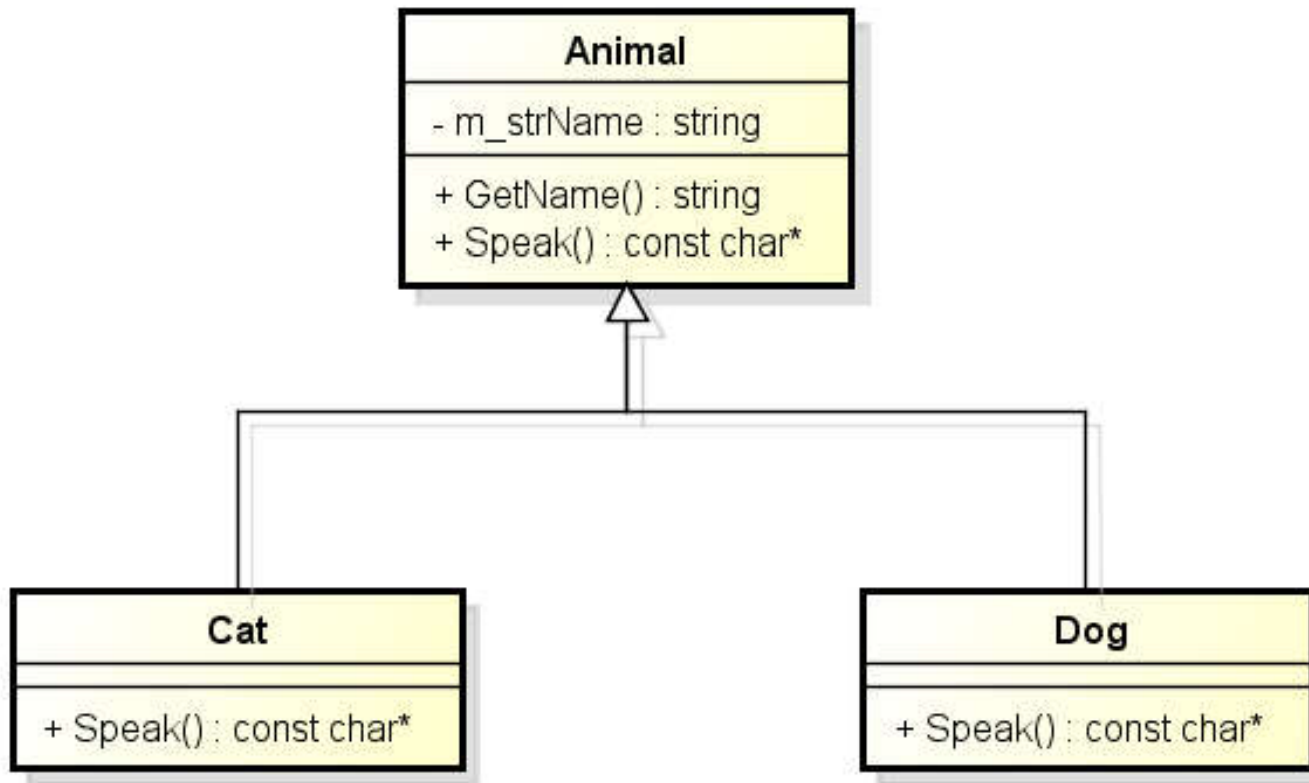 Animal
- m_strName : string
+ GetName() : string
+ Speak() : const char*
Cat
+ Speak() : const char*
Dog
+ Speak() : const char*